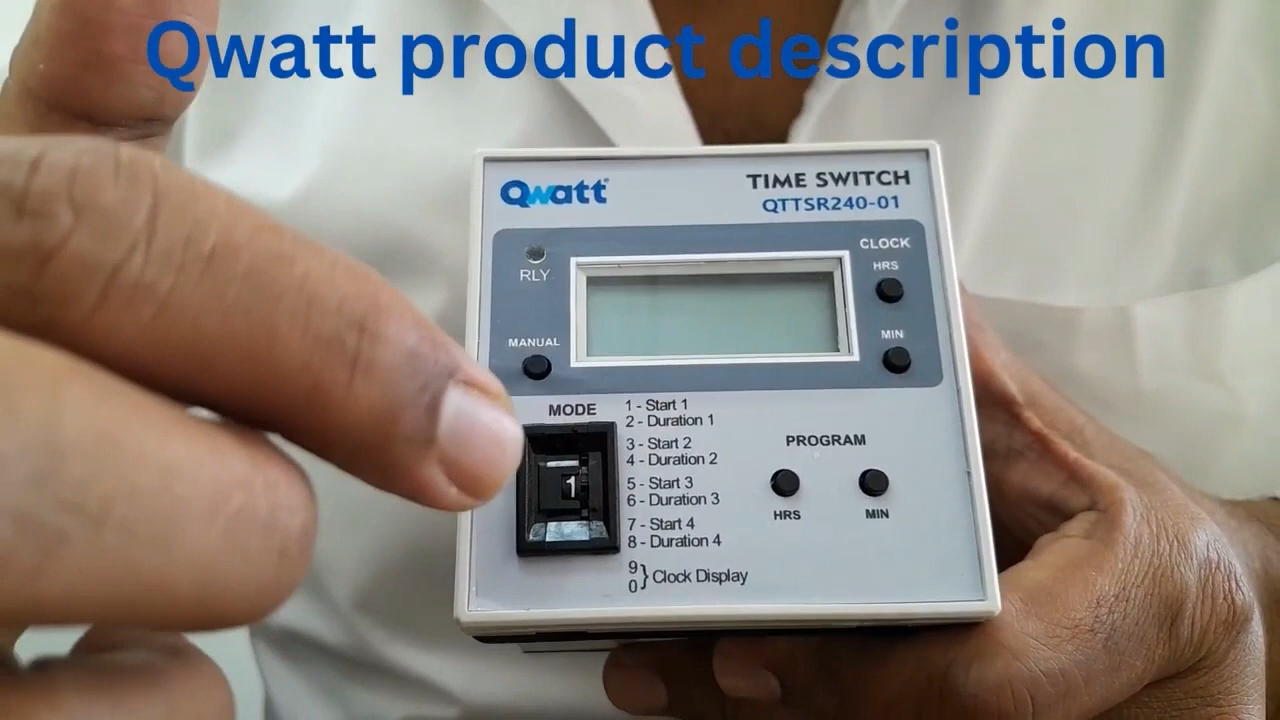 Qwatt product description
Qwatt®
TIME SWITCH
QTTSR240-01
CLOCK
HRS
RLY
MIN
MANUAL
MODE
1 - Start 1
2 - Duration 1
3 - Start 2
4 - Duration 2
5 - Start 3
6 - Duration 3
7 - Start 4
8 - Duration 4
9
0 } Clock Display
1
PROGRAM
HRS
MIN